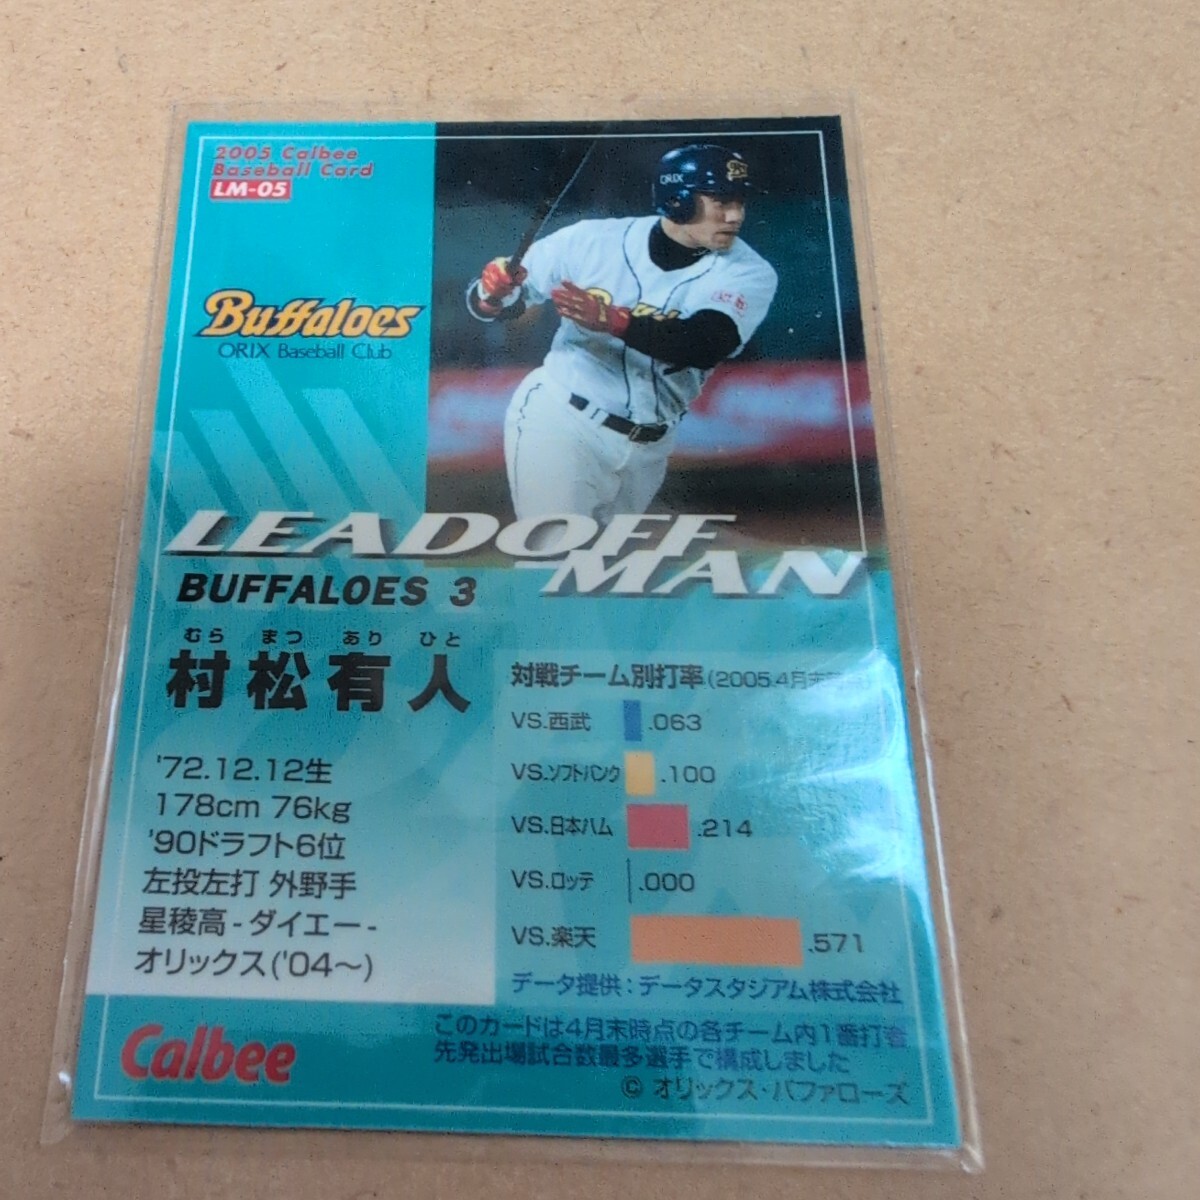 2005 Calbee
Baseball Card
LM-05
ORIX
Buffaloes
ORIX Baseball Club
LEADOFF
MAN
BUFFALOES 3
むら まつ あり ひと
村松有人
'72.12.12生
178cm 76kg
'90ドラフト6位
左投左打 外野手
星稜高-ダイエー-
オリックス('04〜)
対戦チーム別打率(2005.4月末
VS.西武 .063
VS.ソフトバンク .100
VS.日本ハム .214
VS.ロッテ .000
VS.楽天 .571
データ提供:データスタジアム株式会社
Calbee
このカードは4月末時点の各チーム内1番打者
先発出場試合数最多選手で構成しました
© オリックス・バファローズ